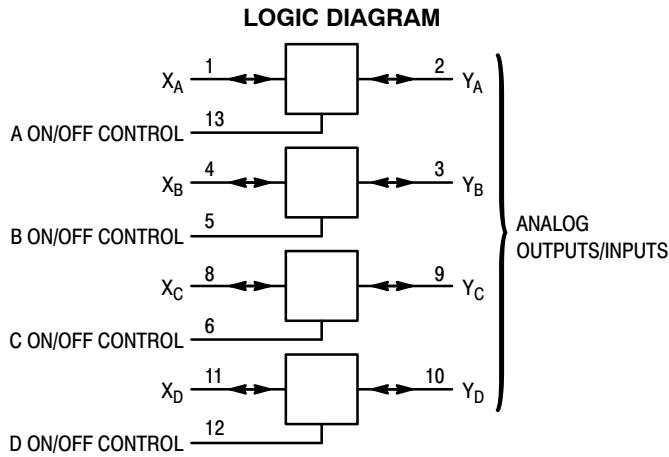 LOGIC DIAGRAM
X_A 1 2 Y_A
A ON/OFF CONTROL 13
X_B 4 3 Y_B
B ON/OFF CONTROL 5
ANALOG
OUTPUTS/INPUTS
X_C 8 9 Y_C
C ON/OFF CONTROL 6
X_D 11 10 Y_D
D ON/OFF CONTROL 12